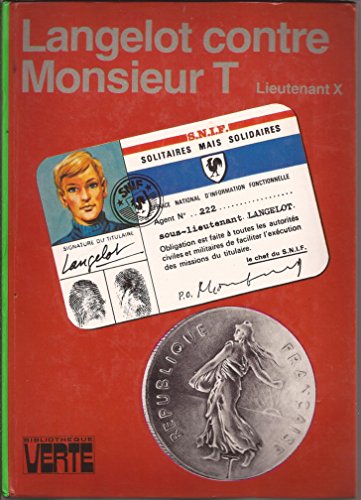 Langelot contre
Monsieur T
Lieutenant X
S.N.I.F.
SOLITAIRES MAIS SOLIDAIRES
SNIF
SERVICE NATIONAL D'INFORMATION FONCTIONNELLE
Agent N° .. 222 ..................
sous-lieutenant LANGELOT
Obligation est faite à toutes les autorités
civiles et militaires de faciliter l'exécution
des missions du titulaire.
le chef du S.N.I.F.
SIGNATURE DU TITULAIRE
Langelot
P.O.
REPUBLIQUE FRANÇAISE
BIBLIOTHEQUE
VERTE